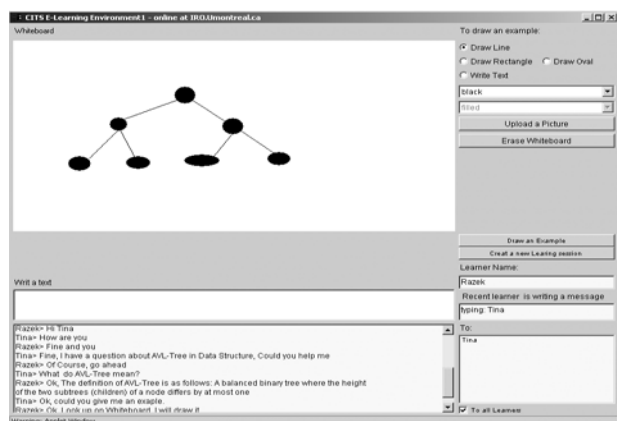 CITS E-Learning Environment1 - online at IRO.Umontreal.ca
Whiteboard
To draw an example:
Draw Line
Draw Rectangle
Draw Oval
Write Text
black
filled
Upload a Picture
Erase Whiteboard
Draw an Example
Creat a new Learing session
Learner Name:
Razek
Recent learner is writing a message
typing: Tina
To:
Tina
To all Learners
Writ a text
Razek> Hi Tina
Tina> How are you
Razek> Fine and you
Tina> Fine, I have a question about AVL-Tree in Data Structure, Could you help me
Razek> Of Course, go ahead
Tina> What do AVL-Tree mean?
Razek> Ok, The definition of AVL-Tree is as follows: A balanced binary tree where the height
of the two subtrees (children) of a node differs by at most one
Tina> Ok, could you give me an exaple.
Razek> Ok, Look up on Whiteboard, I will draw it
Warning: Applet Window